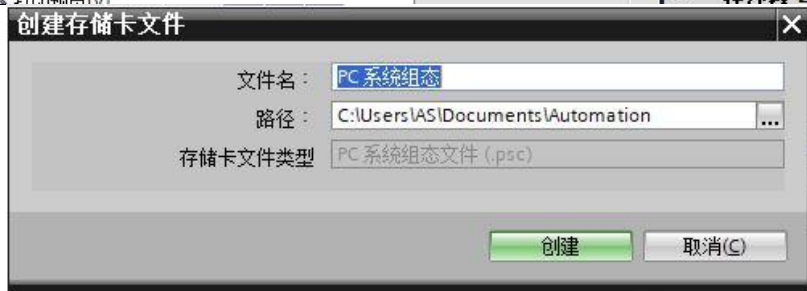 创建存储卡文件
文件名：
PC 系统组态
路径：
C:\Users\AS\Documents\Automation
...
存储卡文件类型
PC 系统组态文件 (.psc)
创建
取消(C)